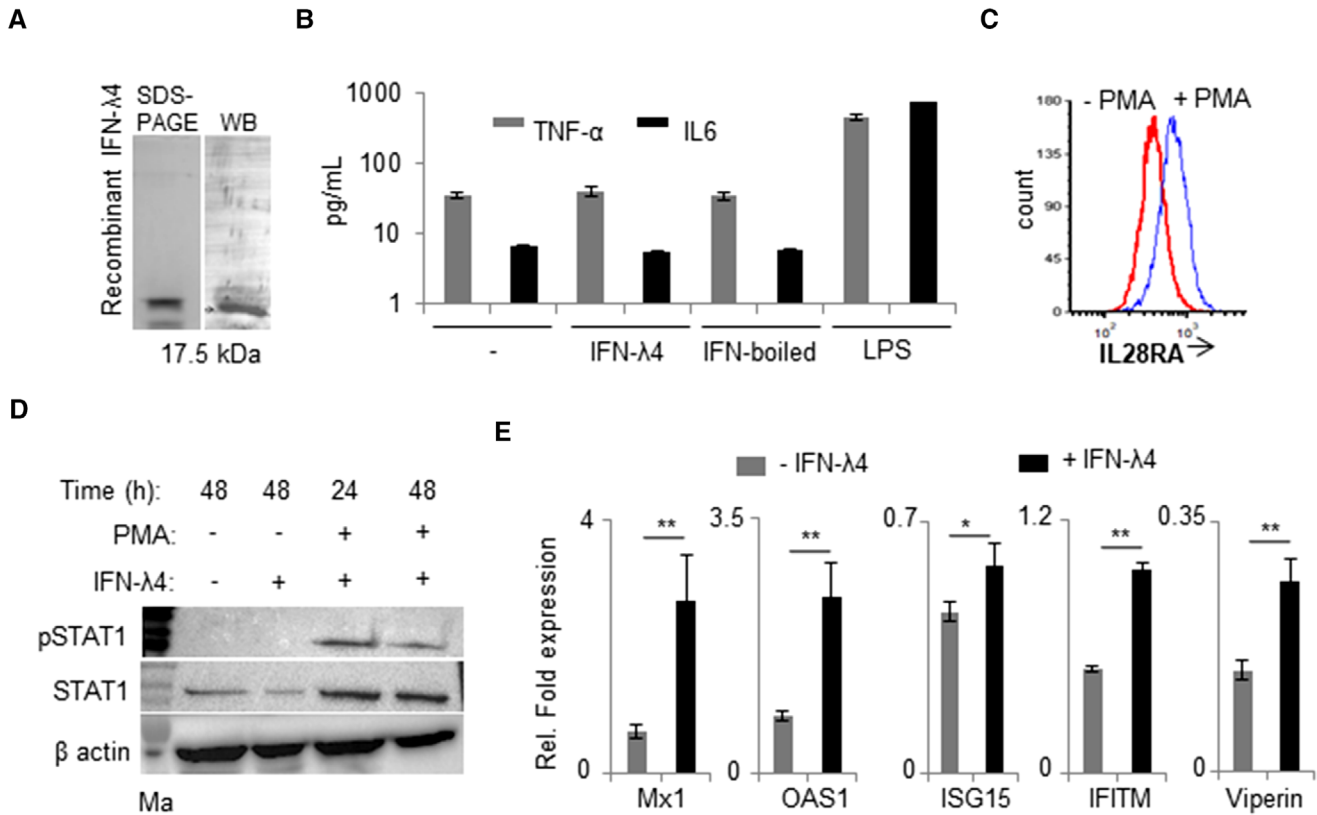 A
Recombinant IFN-λ4
SDS-
PAGE
WB
17.5 kDa
B
pg/mL
1000
100
10
1
TNF-α
IL6
-
IFN-λ4
IFN-boiled
LPS
C
- PMA
+ PMA
count
180
135
90
45
0
10²
10³
IL28RA
D
Time (h): 48 48 24 48
PMA: - - + +
IFN-λ4: - + + +
pSTAT1
STAT1
β actin
Ma
E
- IFN-λ4
+ IFN-λ4
Rel. Fold expression
4
0
**
Mx1
3.5
0
**
OAS1
0.7
0
*
ISG15
1.2
0
**
IFITM
0.35
0
**
Viperin